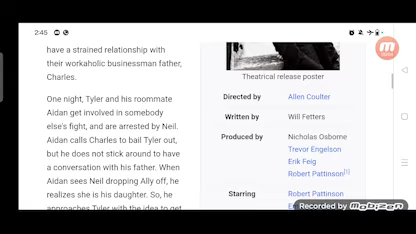 2:45
have a strained relationship with
their workaholic businessman father,
Charles.
One night, Tyler and his roommate
Aidan get involved in somebody
else's fight, and are arrested by Neil.
Aidan calls Charles to bail Tyler out,
but he does not stick around to have
a conversation with his father. When
Aidan sees Neil dropping Ally off, he
realizes she is his daughter. So, he
approaches Tyler with the idea to get
Theatrical release poster
Directed by Allen Coulter
Written by Will Fetters
Produced by Nicholas Osborne
Trevor Engelson
Erik Feig
Robert Pattinson[1]
Starring Robert Pattinson
Recorded by Mobizen